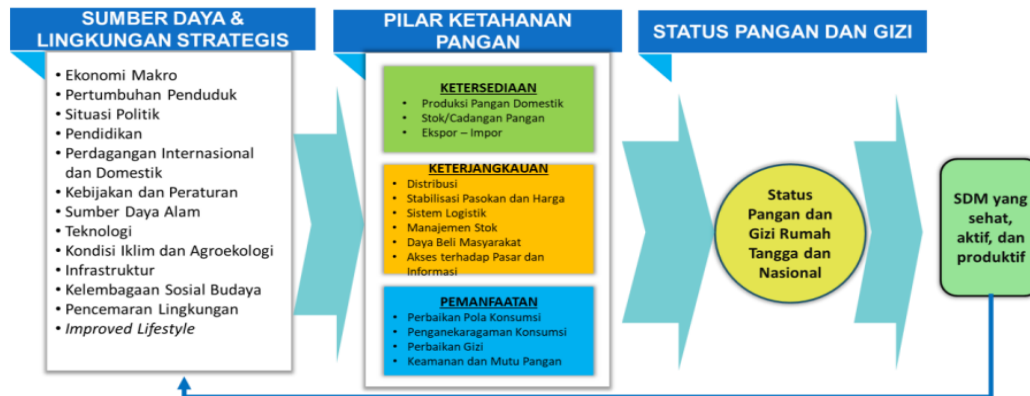 SUMBER DAYA &
LINGKUNGAN STRATEGIS
• Ekonomi Makro
• Pertumbuhan Penduduk
• Situasi Politik
• Pendidikan
• Perdagangan Internasional
dan Domestik
• Kebijakan dan Peraturan
• Sumber Daya Alam
• Teknologi
• Kondisi Iklim dan Agroekologi
• Infrastruktur
• Kelembagaan Sosial Budaya
• Pencemaran Lingkungan
• Improved Lifestyle
PILAR KETAHANAN
PANGAN
KETERSEDIAAN
• Produksi Pangan Domestik
• Stok/Cadangan Pangan
• Ekspor – Impor
KETERJANGKAUAN
• Distribusi
• Stabilisasi Pasokan dan Harga
• Sistem Logistik
• Manajemen Stok
• Daya Beli Masyarakat
• Akses terhadap Pasar dan
Informasi
PEMANFAATAN
• Perbaikan Pola Konsumsi
• Penganekaragaman Konsumsi
• Perbaikan Gizi
• Keamanan dan Mutu Pangan
STATUS PANGAN DAN GIZI
Status
Pangan dan
Gizi Rumah
Tangga dan
Nasional
SDM yang
sehat,
aktif, dan
produktif